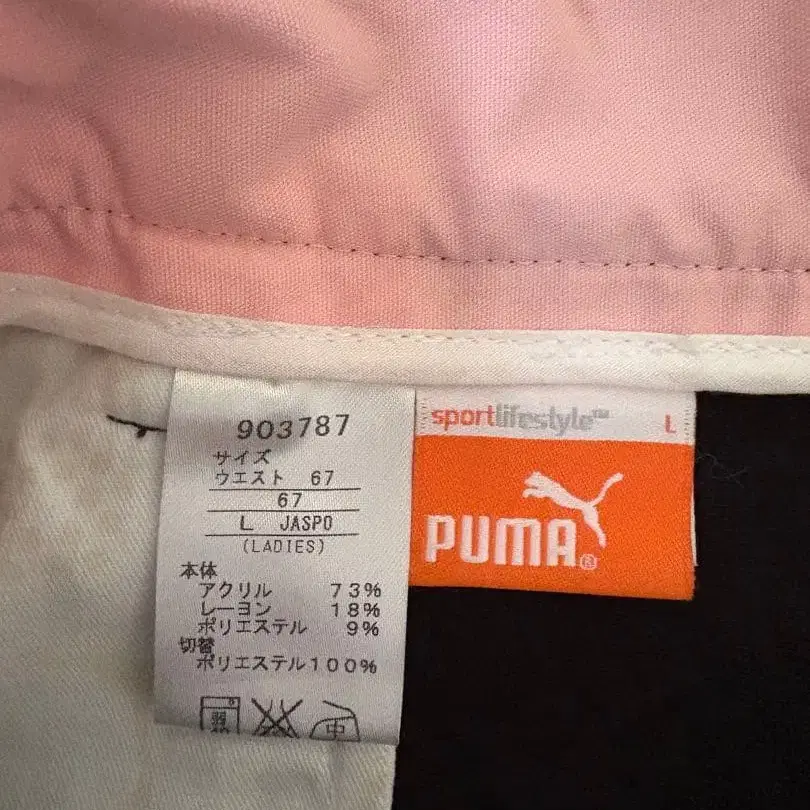 903787
サイズ
ウエスト 67
67
L JASPO
(LADIES)
本体
アクリル 73%
レーヨン 18%
ポリエステル 9%
切替
ポリエステル100%
中
sportlifestyle™ L
PUMA®